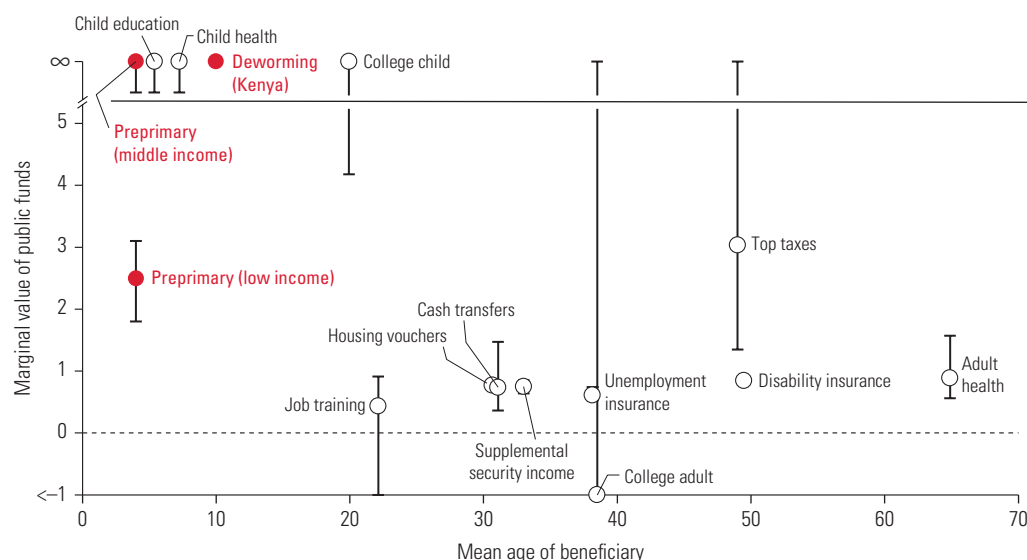 Child education
Child health
∞
Deworming
(Kenya)
College child
5
Preprimary
(middle income)
4
Marginal value of public funds
3
Top taxes
Preprimary (low income)
2
Cash transfers
Housing vouchers
1
Job training
Unemployment
insurance
Disability insurance
Adult
health
0
Supplemental
security income
College adult
<–1
0
20
30
40
50
60
70
Mean age of beneficiary